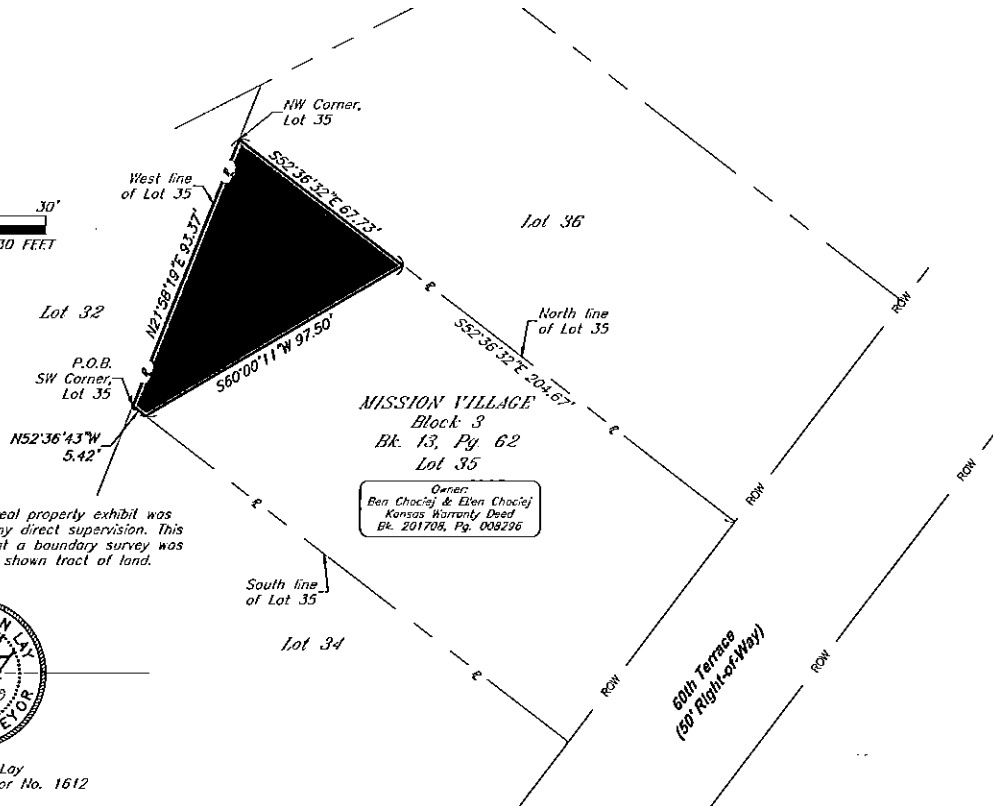 NW Corner,
Lot 35
West line
of Lot 35
S52°36'32"E 67.73'
30'
30 FEET
Lot 36
N21°58'19"E 93.37'
Lot 32
North line
of Lot 35
S52°36'32"E 204.67'
ROW
P.O.B.
SW Corner,
Lot 35
S60°00'11"W 97.50'
N52°36'43"W
5.42'
MISSION VILLAGE
Block 3
Bk. 13, Pg. 62
Lot 35
Owner:
Ben Chociej & Ellen Chociej
Kansas Warranty Deed
Bk. 201708, Pg. 008296
ROW
ROW
eal property exhibit was
ny direct supervision. This
at a boundary survey was
shown tract of land.
South line
of Lot 35
Lot 34
N LAY
EYOR
60th Terrace
(50' Right-of-Way)
ROW
ROW
Lay
or No. 1612